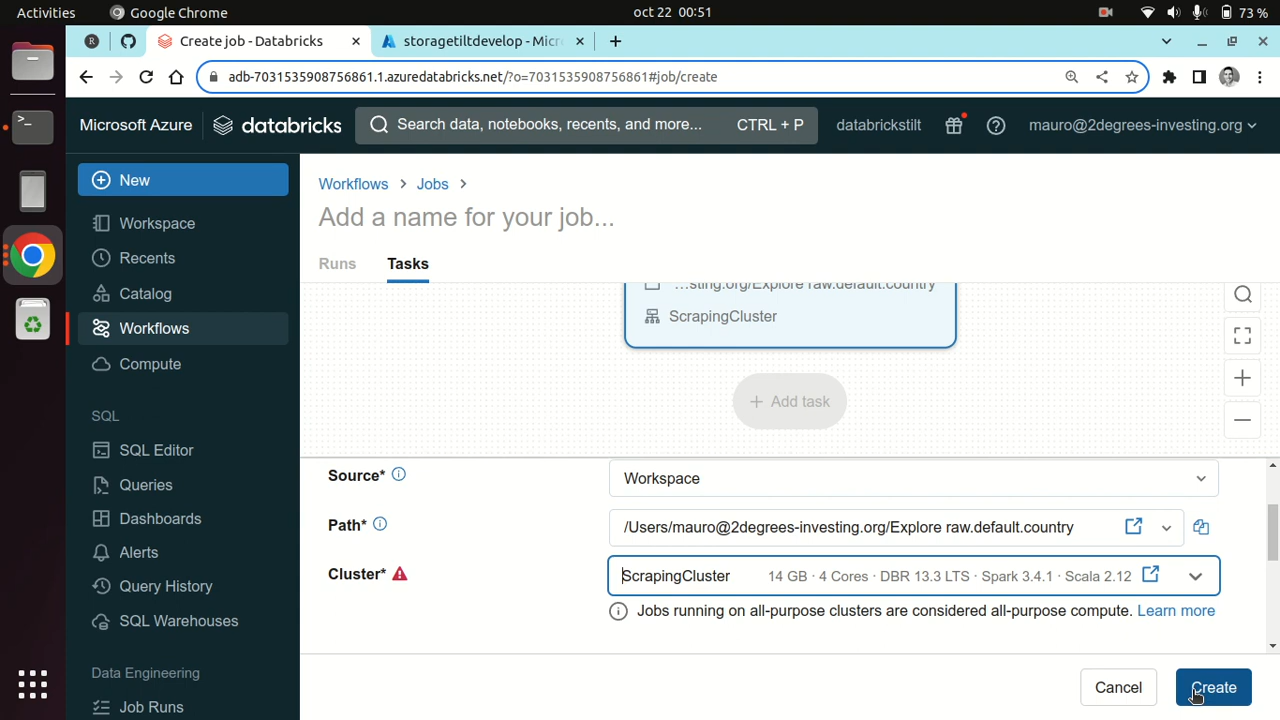 Activities
Google Chrome
oct 22 00:51
73 %
Create job - Databricks
storagetiltdevelop - Micr
adb-7031535908756861.1.azuredatabricks.net/?o=7031535908756861#job/create
Microsoft Azure
databricks
Search data, notebooks, recents, and more...
CTRL + P
databrickstilt
mauro@2degrees-investing.org
New
Workspace
Recents
Catalog
Workflows
Compute
SQL
SQL Editor
Queries
Dashboards
Alerts
Query History
SQL Warehouses
Data Engineering
Job Runs
Workflows > Jobs >
Add a name for your job...
Runs
Tasks
...sting.org/Explore raw.default.country
ScrapingCluster
+ Add task
Source*
Workspace
Path*
/Users/mauro@2degrees-investing.org/Explore raw.default.country
Cluster*
ScrapingCluster
14 GB · 4 Cores · DBR 13.3 LTS · Spark 3.4.1 · Scala 2.12
Jobs running on all-purpose clusters are considered all-purpose compute. Learn more
Cancel
Create